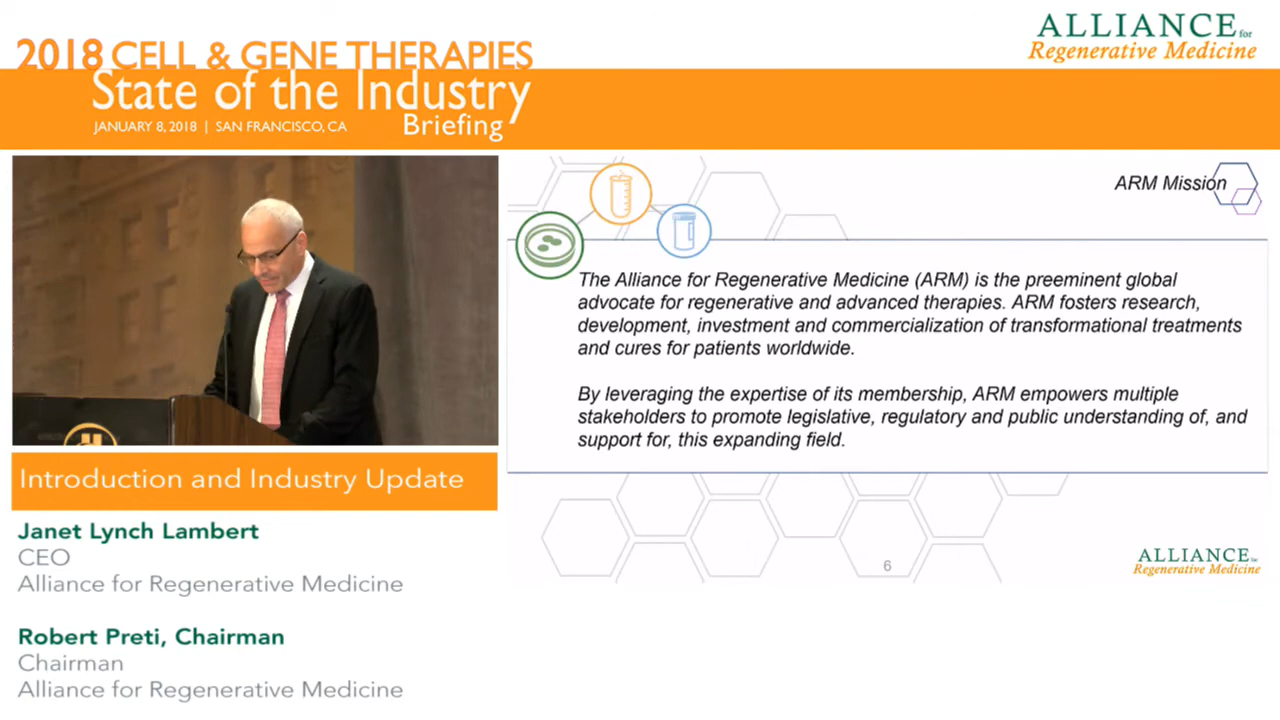 2018 CELL & GENE THERAPIES
State of the Industry
JANUARY 8, 2018 | SAN FRANCISCO, CA
Briefing
ALLIANCE for
Regenerative Medicine
ARM Mission
The Alliance for Regenerative Medicine (ARM) is the preeminent global
advocate for regenerative and advanced therapies. ARM fosters research,
development, investment and commercialization of transformational treatments
and cures for patients worldwide.
By leveraging the expertise of its membership, ARM empowers multiple
stakeholders to promote legislative, regulatory and public understanding of, and
support for, this expanding field.
6
ALLIANCE for
Regenerative Medicine
Introduction and Industry Update
Janet Lynch Lambert
CEO
Alliance for Regenerative Medicine
Robert Preti, Chairman
Chairman
Alliance for Regenerative Medicine